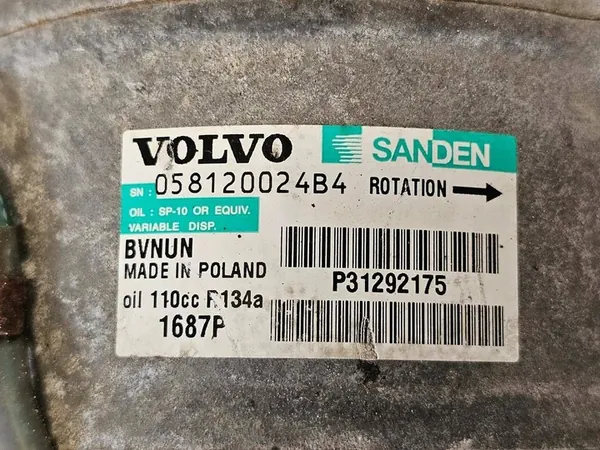 VOLVO SANDEN
SN : 058120024B4 ROTATION
OIL : SP-10 OR EQUIV.
VARIABLE DISP.
BVNUN
MADE IN POLAND
P31292175
oil 110cc R134a
1687P